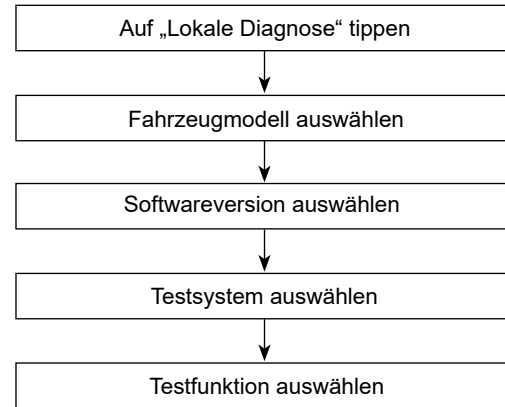 Auf „Lokale Diagnose“ tippen
Fahrzeugmodell auswählen
Softwareversion auswählen
Testsystem auswählen
Testfunktion auswählen